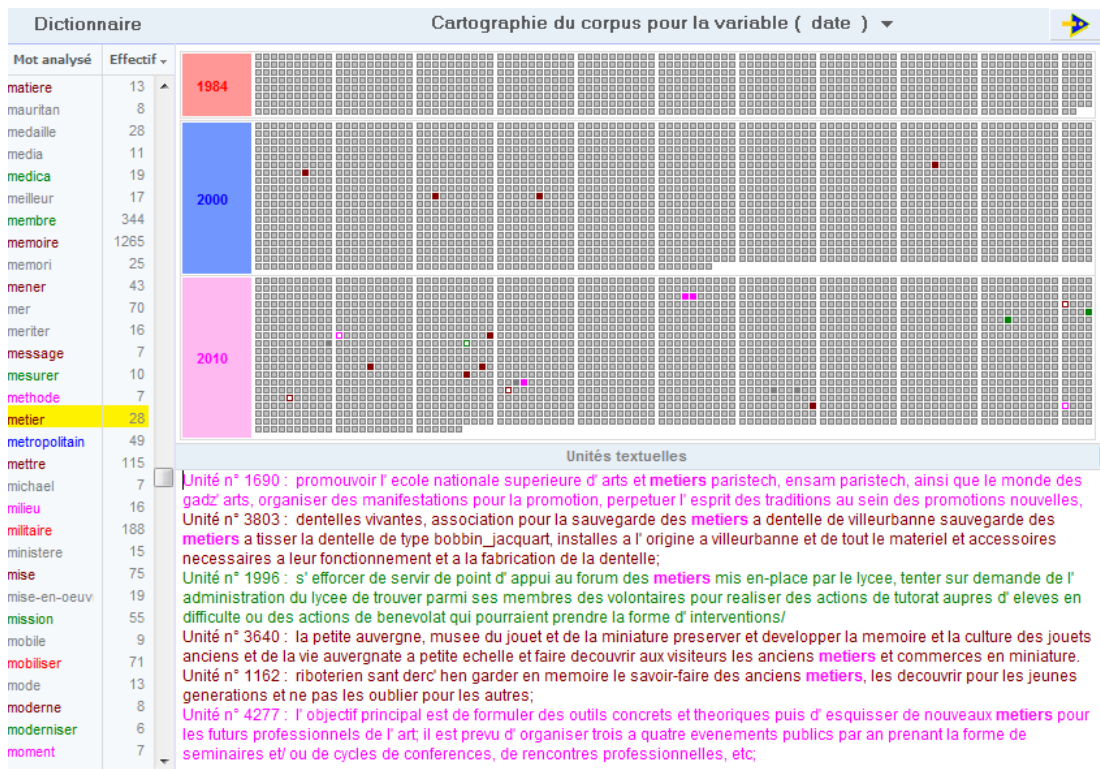 Dictionnaire
Cartographie du corpus pour la variable ( date )
Mot analysé Effectif
matiere 13
mauritan 8
medaille 28
media 11
medica 19
meilleur 17
membre 344
memoire 1265
memori 25
mener 43
mer 70
meriter 16
message 7
mesurer 10
methode 7
metier 28
metropolitain 49
mettre 115
michael 7
milieu 16
militaire 188
ministere 15
mise 75
mise-en-oeuv
19
mission 55
mobile 9
mobiliser 71
mode 13
moderne 8
moderniser 6
moment 7
1984
2000
2010
Unités textuelles
Unité n° 1690 : promouvoir l' ecole nationale superieure d' arts et metiers paristech, ensam paristech, ainsi que le monde des
gadz' arts, organiser des manifestations pour la promotion, perpetuer l' esprit des traditions au sein des promotions nouvelles,
Unité n° 3803 : dentelles vivantes, association pour la sauvegarde des metiers a dentelle de villeurbanne sauvegarde des
metiers a tisser la dentelle de type bobbin_jacquart, installes a l' origine a villeurbanne et de tout le materiel et accessoires
necessaires a leur fonctionnement et a la fabrication de la dentelle;
Unité n° 1996 : s' efforcer de servir de point d' appui au forum des metiers mis en-place par le lycee, tenter sur demande de l'
administration du lycee de trouver parmi ses membres des volontaires pour realiser des actions de tutorat aupres d' eleves en
difficulte ou des actions de benevolat qui pourraient prendre la forme d' interventions/
Unité n° 3640 : la petite auvergne, musee du jouet et de la miniature preserver et developper la memoire et la culture des jouets
anciens et de la vie auvergnate a petite echelle et faire decouvrir aux visiteurs les anciens metiers et commerces en miniature.
Unité n° 1162 : riboterien sant derc' hen garder en memoire le savoir-faire des anciens metiers, les decouvrir pour les jeunes
generations et ne pas les oublier pour les autres;
Unité n° 4277 : l' objectif principal est de formuler des outils concrets et theoriques puis d' esquisser de nouveaux metiers pour
les futurs professionnels de l' art; il est prevu d' organiser trois a quatre evenements publics par an prenant la forme de
seminaires et/ ou de cycles de conferences, de rencontres professionnelles, etc;